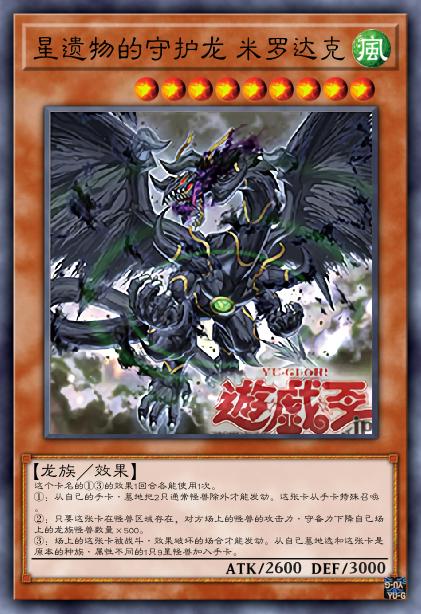 星遗物的守护龙 米罗达克
風
YU-GI-OH!
遊戯王
.jp
【龙族／效果】
这个卡名的①③的效果1回合各能使用1次。
①：从自己的手卡·墓地把2只通常怪兽除外才能发动。这张卡从手卡特殊召唤
。
②：只要这张卡在怪兽区域存在，对方场上的怪兽的攻击力·守备力下降自己场
上的龙族怪兽数量×500。
③：场上的这张卡被战斗·效果破坏的场合才能发动。从自己墓地选和这张卡是
原本的种族·属性不同的1只9星怪兽加入手卡。
ATK/2600 DEF/3000